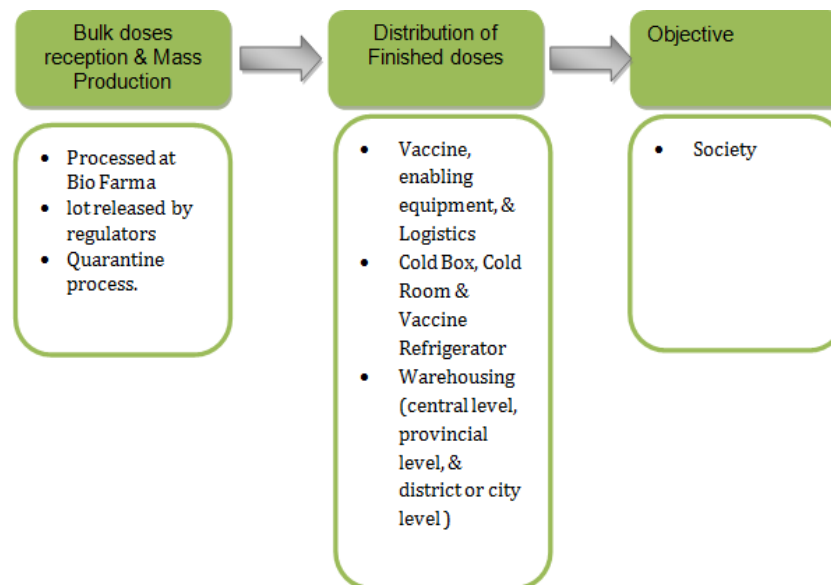 Bulk doses
reception & Mass
Production
• Processed at
Bio Farma
• lot released by
regulators
• Quarantine
process.
Distribution of
Finished doses
• Vaccine,
enabling
equipment, &
Logistics
• Cold Box, Cold
Room &
Vaccine
Refrigerator
• Warehousing
(central level,
provincial
level, &
district or city
level )
Objective
• Society